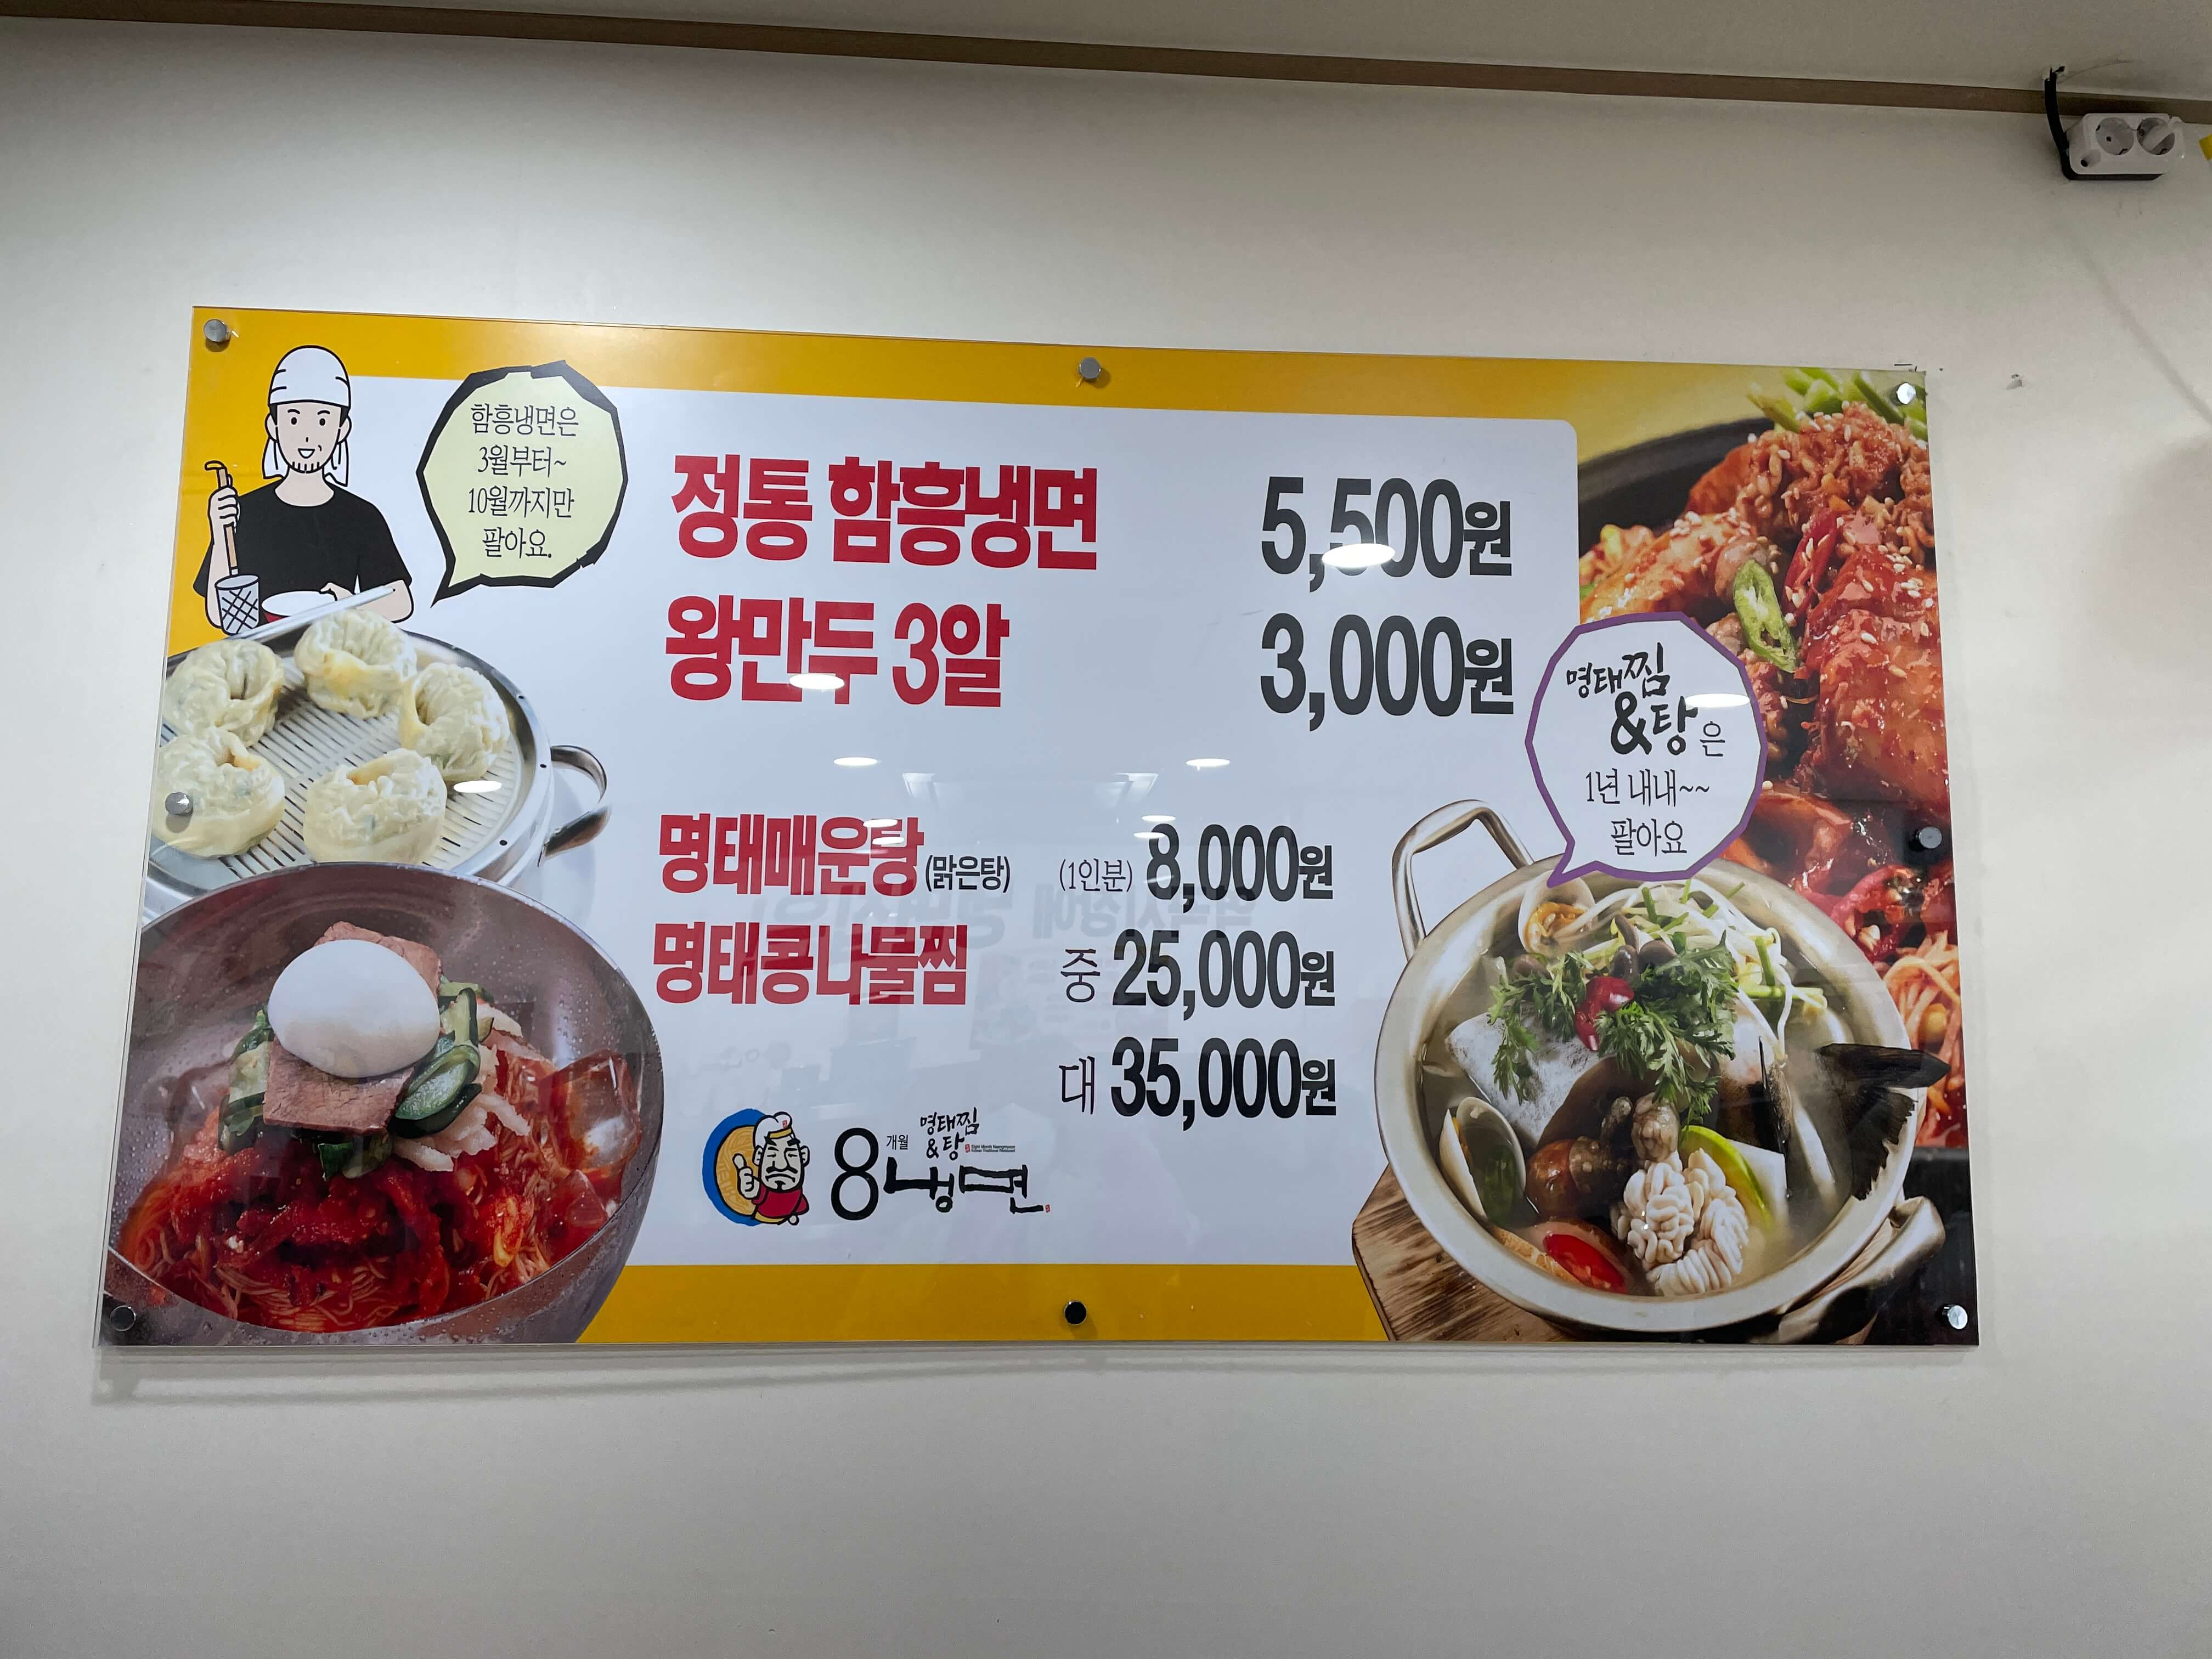 함흥냉면은
3월부터~
10월까지만
팔아요.
정통 함흥냉면 5,500원
왕만두 3알 3,000원
명태찜
&탕은
1년 내내~~
팔아요
명태매운탕(맑은탕) (1인분) 8,000원
명태콩나물찜 중 25,000원
대 35,000원
명태찜
&탕
8개월
냉면